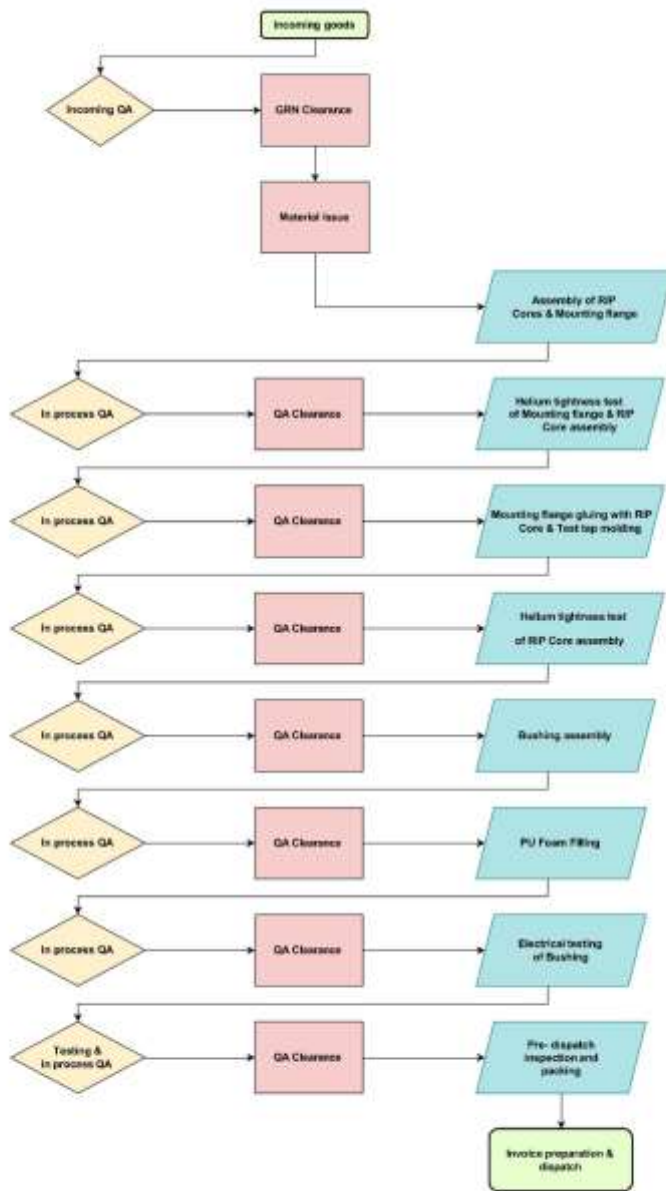 Incoming goods
Incoming QA
GRN Clearance
Material issue
Assembly of RIP
Cores & Mounting flange
In process QA
QA Clearance
Helium tightness test
of Mounting flange & RIP
Core assembly
In process QA
QA Clearance
Mounting flange gluing with RIP
Core & Test tap molding
In process QA
QA Clearance
Helium tightness test
of RIP Core assembly
In process QA
QA Clearance
Bushing assembly
In process QA
QA Clearance
PU Foam Filling
In process QA
QA Clearance
Electrical testing
of Bushing
Testing &
in process QA
QA Clearance
Pre- dispatch
inspection and
packing
Invoice preparation &
dispatch